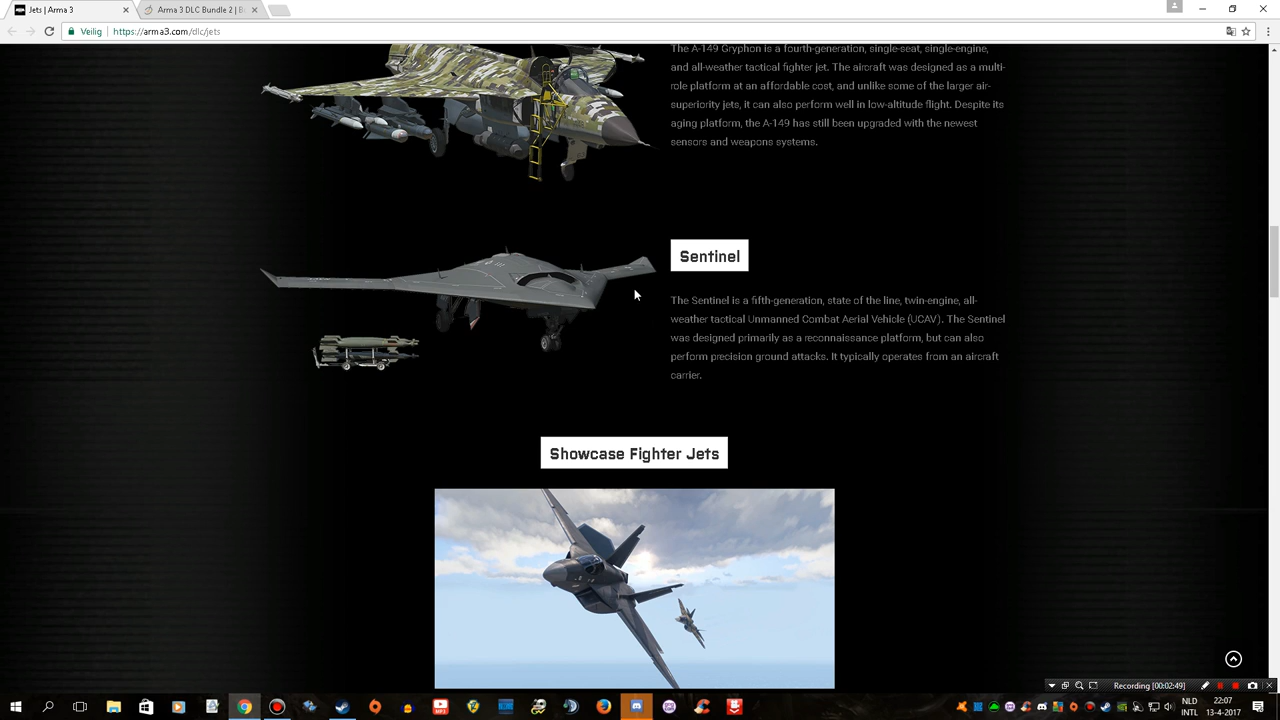 Jets | Arma 3
Arma 3 DLC Bundle 2 | B
Veilig
https://arma3.com/dlc/jets
The A-149 Gryphon is a fourth-generation, single-seat, single-engine,
and all-weather tactical fighter jet. The aircraft was designed as a multi-
role platform at an affordable cost, and unlike some of the larger air-
superiority jets, it can also perform well in low-altitude flight. Despite its
aging platform, the A-149 has still been upgraded with the newest
sensors and weapons systems.
Sentinel
The Sentinel is a fifth-generation, state of the line, twin-engine, all-
weather tactical Unmanned Combat Aerial Vehicle (UCAV). The Sentinel
was designed primarily as a reconnaissance platform, but can also
perform precision ground attacks. It typically operates from an aircraft
carrier.
Showcase Fighter Jets
Recording [00:02:49]
MP3
NLD
INTL
22:07
13-4-2017